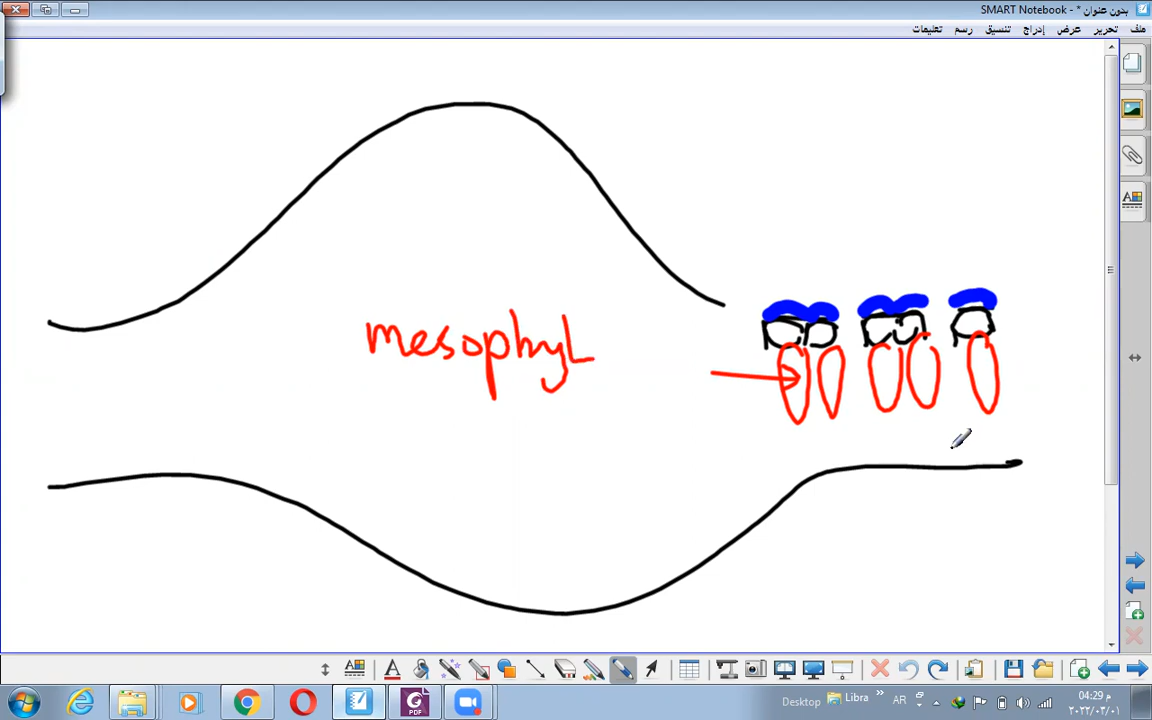 بدون عنوان * - SMART Notebook
ملف تحرير عرض إدراج تنسيق رسم تعليمات
mesophyl
Desktop Libra » AR
04:29 م
٢٠٢٢/٠٣/٠١
PDF